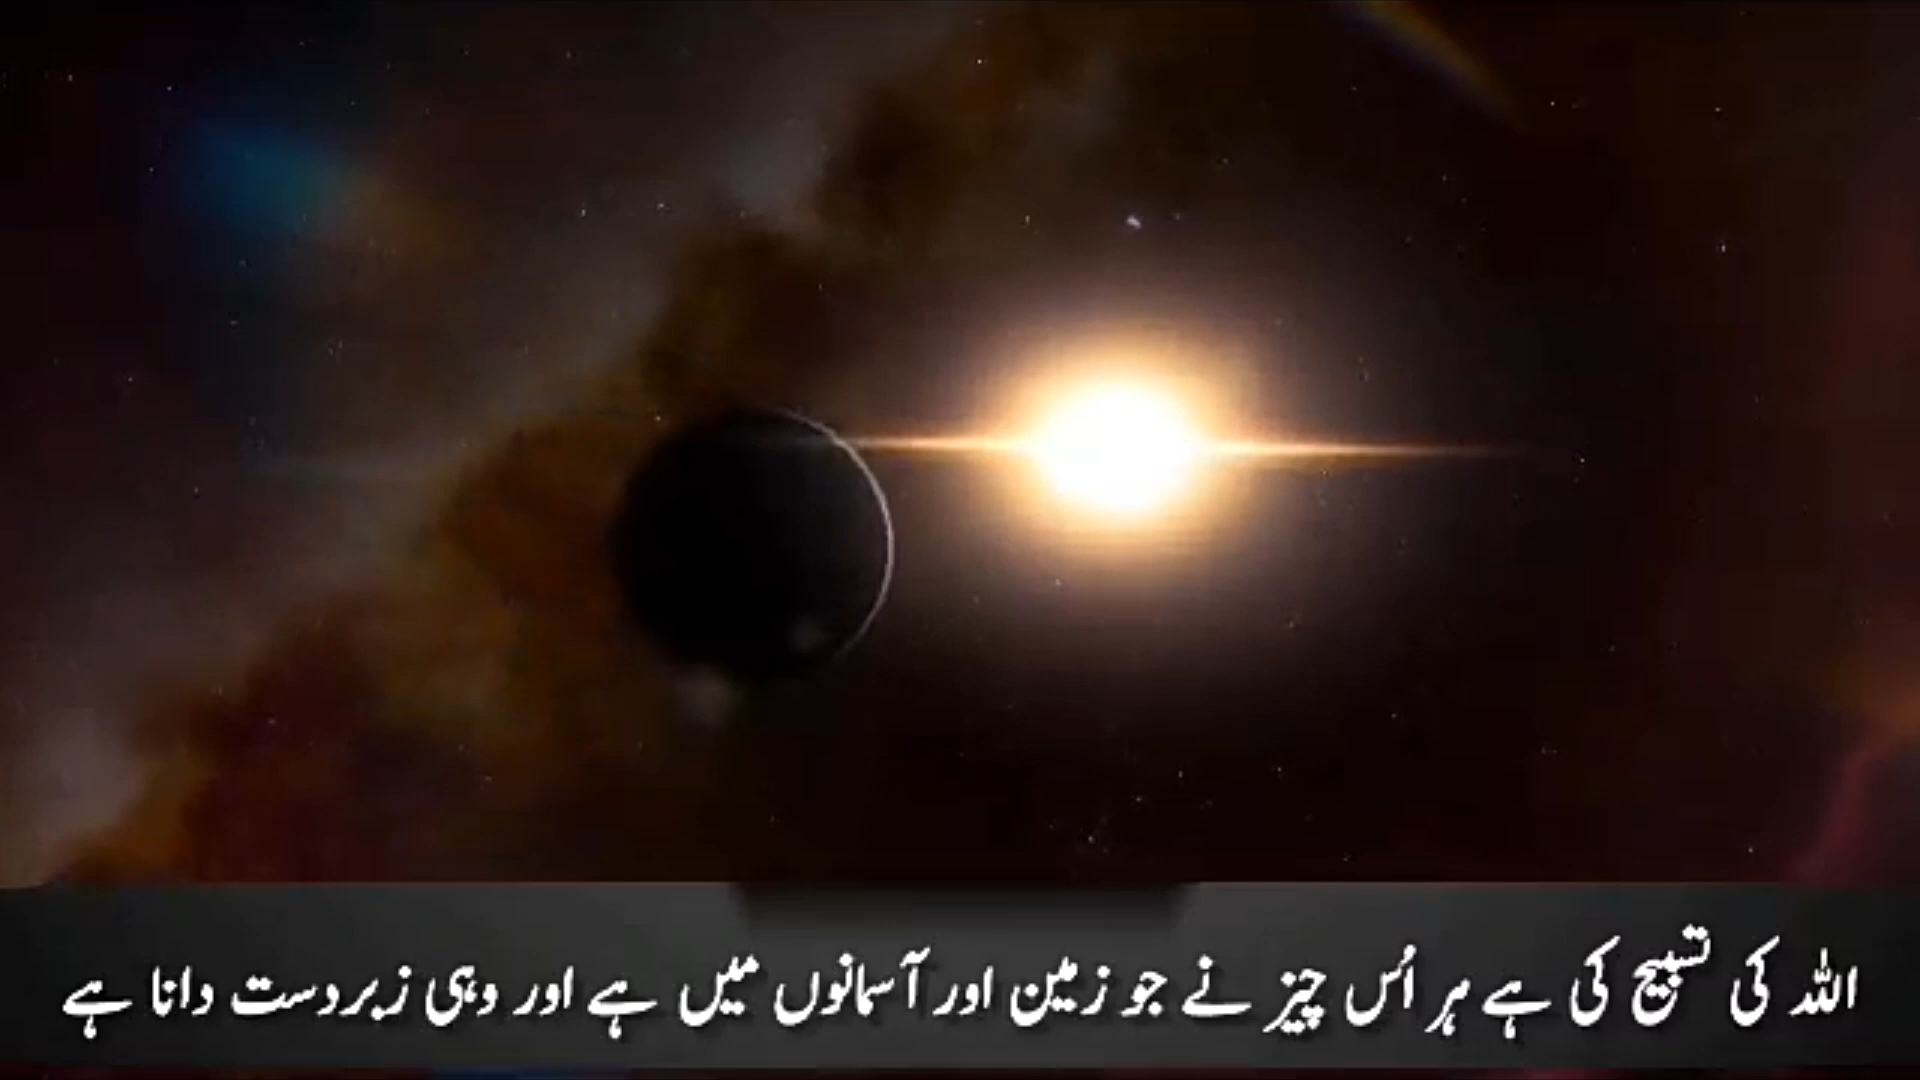 اللہ کی تسبیح کی ہے ہر اُس چیز نے جو زمین اور آسمانوں میں ہے اور وہی زبردست دانا ہے